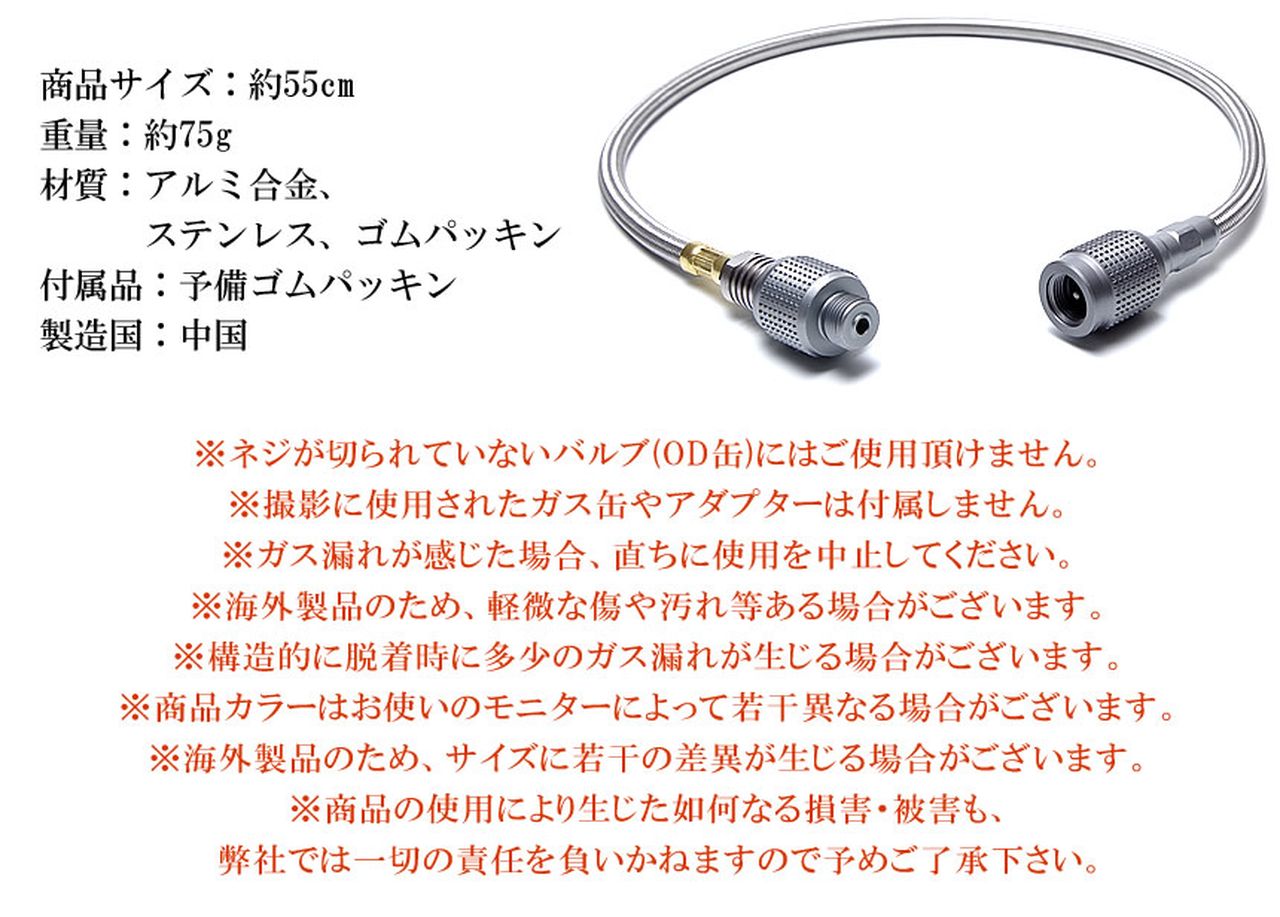 商品サイズ：約55cm
重量：約75g
材質：アルミ合金、
ステンレス、ゴムパッキン
付属品：予備ゴムパッキン
製造国：中国
※ネジが切られていないバルブ(OD缶)にはご使用頂けません。
※撮影に使用されたガス缶やアダプターは付属しません。
※ガス漏れが感じた場合、直ちに使用を中止してください。
※海外製品のため、軽微な傷や汚れ等ある場合がございます。
※構造的に脱着時に多少のガス漏れが生じる場合がございます。
※商品カラーはお使いのモニターによって若干異なる場合がございます。
※海外製品のため、サイズに若干の差異が生じる場合がございます。
※商品の使用により生じた如何なる損害・被害も、
弊社では一切の責任を負いかねますので予めご了承下さい。